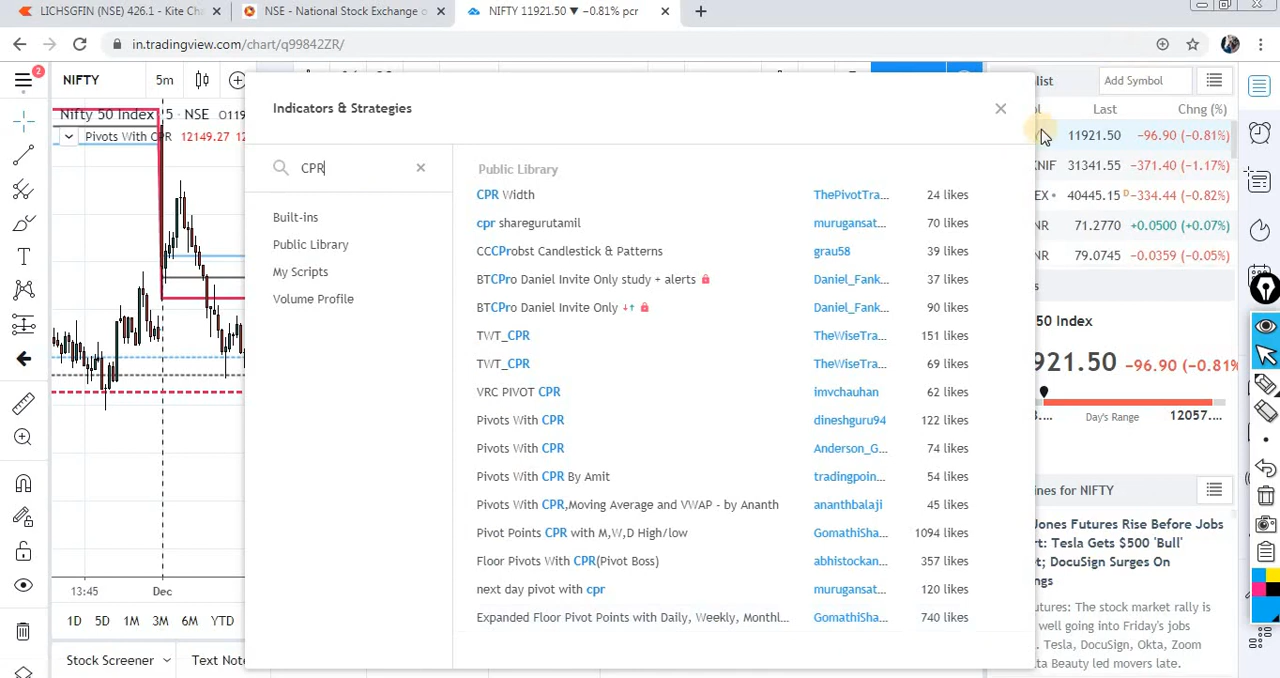 LICHSGFIN (NSE) 426.1 - Kite Ch
NSE - National Stock Exchange o
NIFTY 11921.50 ▼ −0.81% pcr
in.tradingview.com/chart/q99842ZR/
2
NIFTY
5m
Add Symbol
Nifty 50 Index
5 · NSE
Pivots With CPR 12149.27
Indicators & Strategies
CPR
Built-ins
Public Library
My Scripts
Volume Profile
Public Library
CPR Width ThePivotTra... 24 likes
cpr sharegurutamil murugansat... 70 likes
CCCProbst Candlestick & Patterns grau58 39 likes
BTCPro Daniel Invite Only study + alerts Daniel_Fank... 37 likes
BTCPro Daniel Invite Only Daniel_Fank... 90 likes
TWT_CPR TheWiseTra... 151 likes
TWT_CPR TheWiseTra... 69 likes
VRC PIVOT CPR imvchauhan 62 likes
Pivots With CPR dineshguru94 122 likes
Pivots With CPR Anderson_G... 74 likes
Pivots With CPR By Amit tradingpoin... 54 likes
Pivots With CPR,Moving Average and VWAP - by Ananth ananthbalaji 45 likes
Pivot Points CPR with M,W,D High/low GomathiSha... 1094 likes
Floor Pivots With CPR(Pivot Boss) abhistockan... 357 likes
next day pivot with cpr murugansat... 120 likes
Expanded Floor Pivot Points with Daily, Weekly, Monthl... GomathiSha... 740 likes
Last Chng (%)
11921.50 −96.90 (−0.81%)
31341.55 −371.40 (−1.17%)
40445.15 D −334.44 (−0.82%)
71.2770 +0.0500 (+0.07%)
79.0745 −0.0359 (−0.05%)
50 Index
921.50 −96.90 (−0.81%
Day's Range 12057....
ines for NIFTY
Jones Futures Rise Before Jobs
rt: Tesla Gets $500 'Bull'
et; DocuSign Surges On
ngs
utures: The stock market rally is
well going into Friday's jobs
Tesla, DocuSign, Okta, Zoom
ta Beauty led movers late.
13:45 Dec
1D 5D 1M 3M 6M YTD
Stock Screener
Text Note